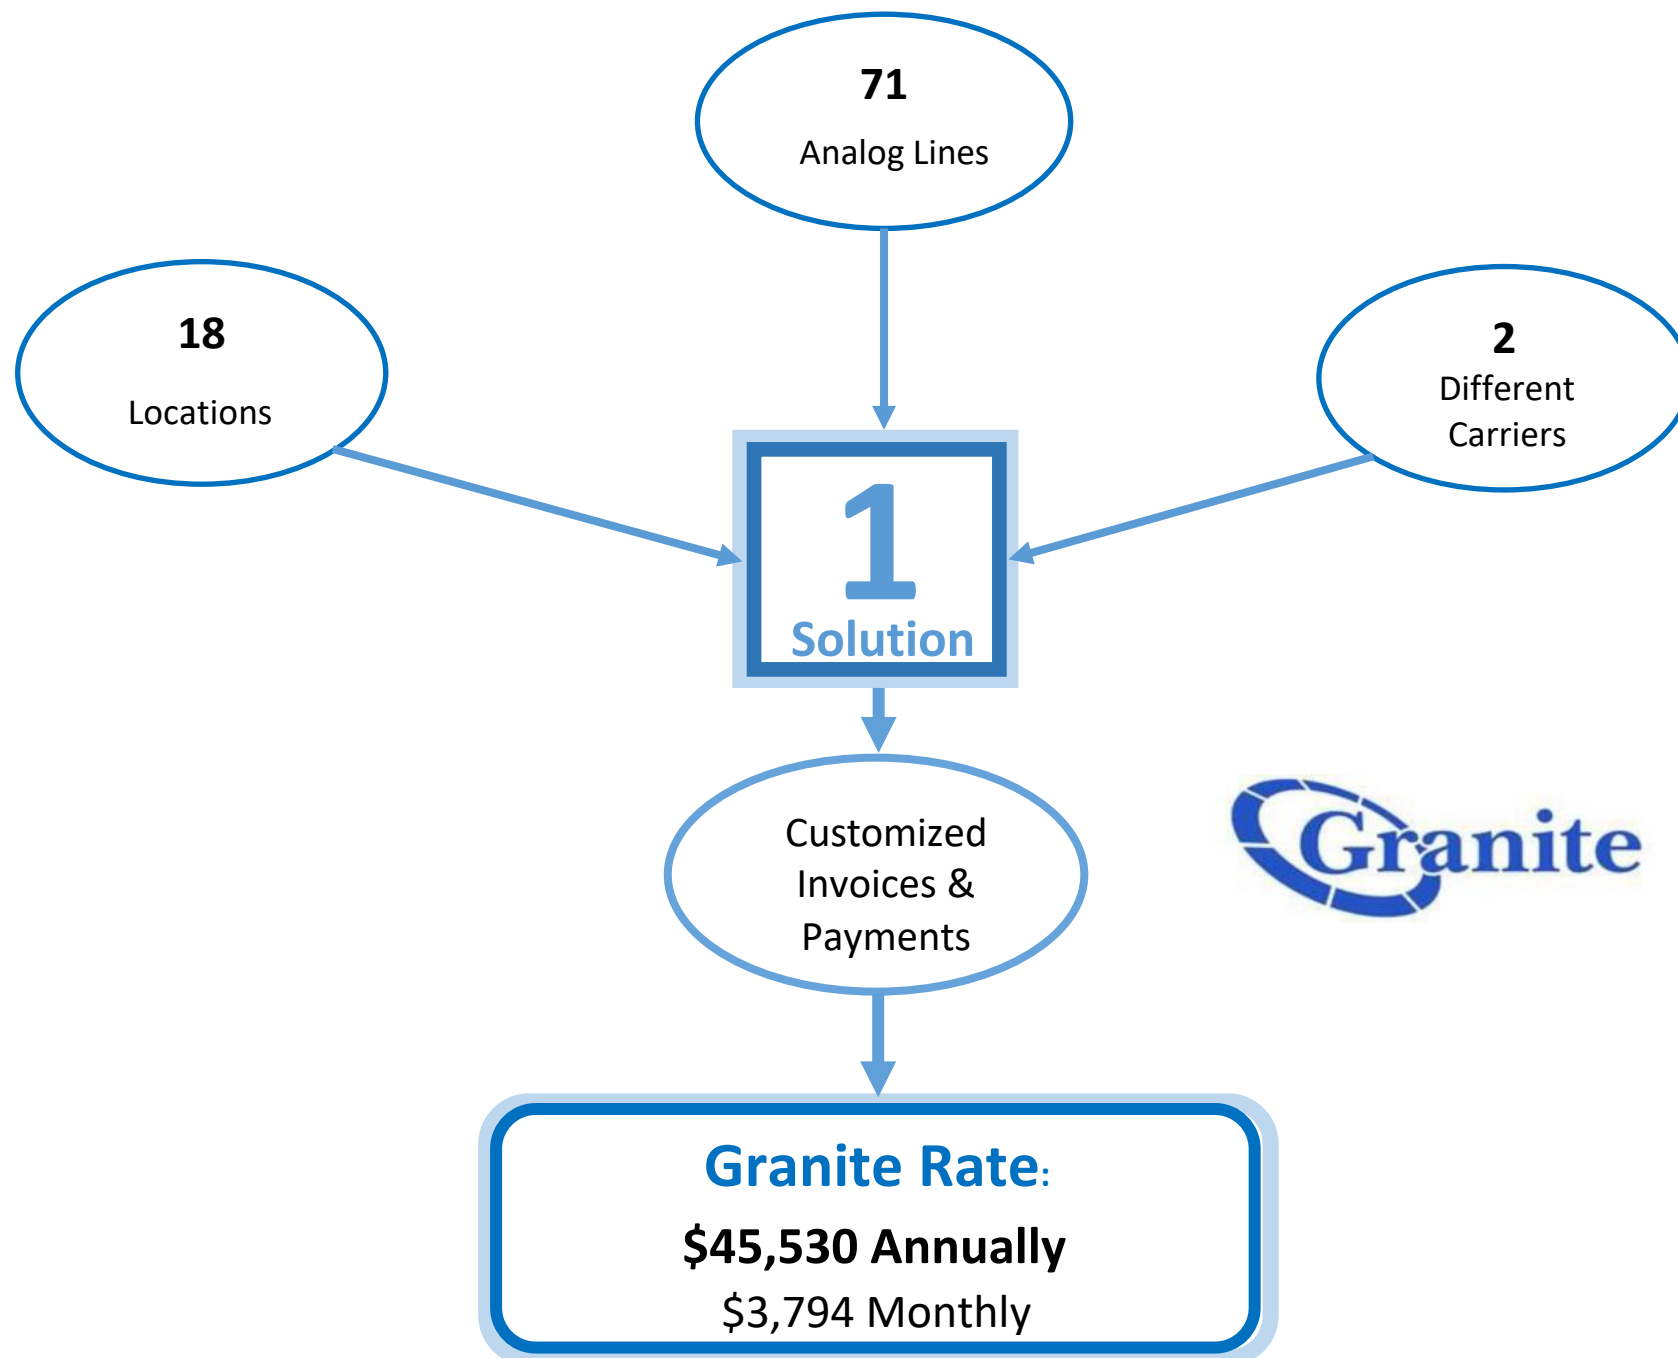 71
Analog Lines
18
Locations
2
Different
Carriers
1
Solution
Customized
Invoices &
Payments
Granite
Granite Rate:
$45,530 Annually
$3,794 Monthly